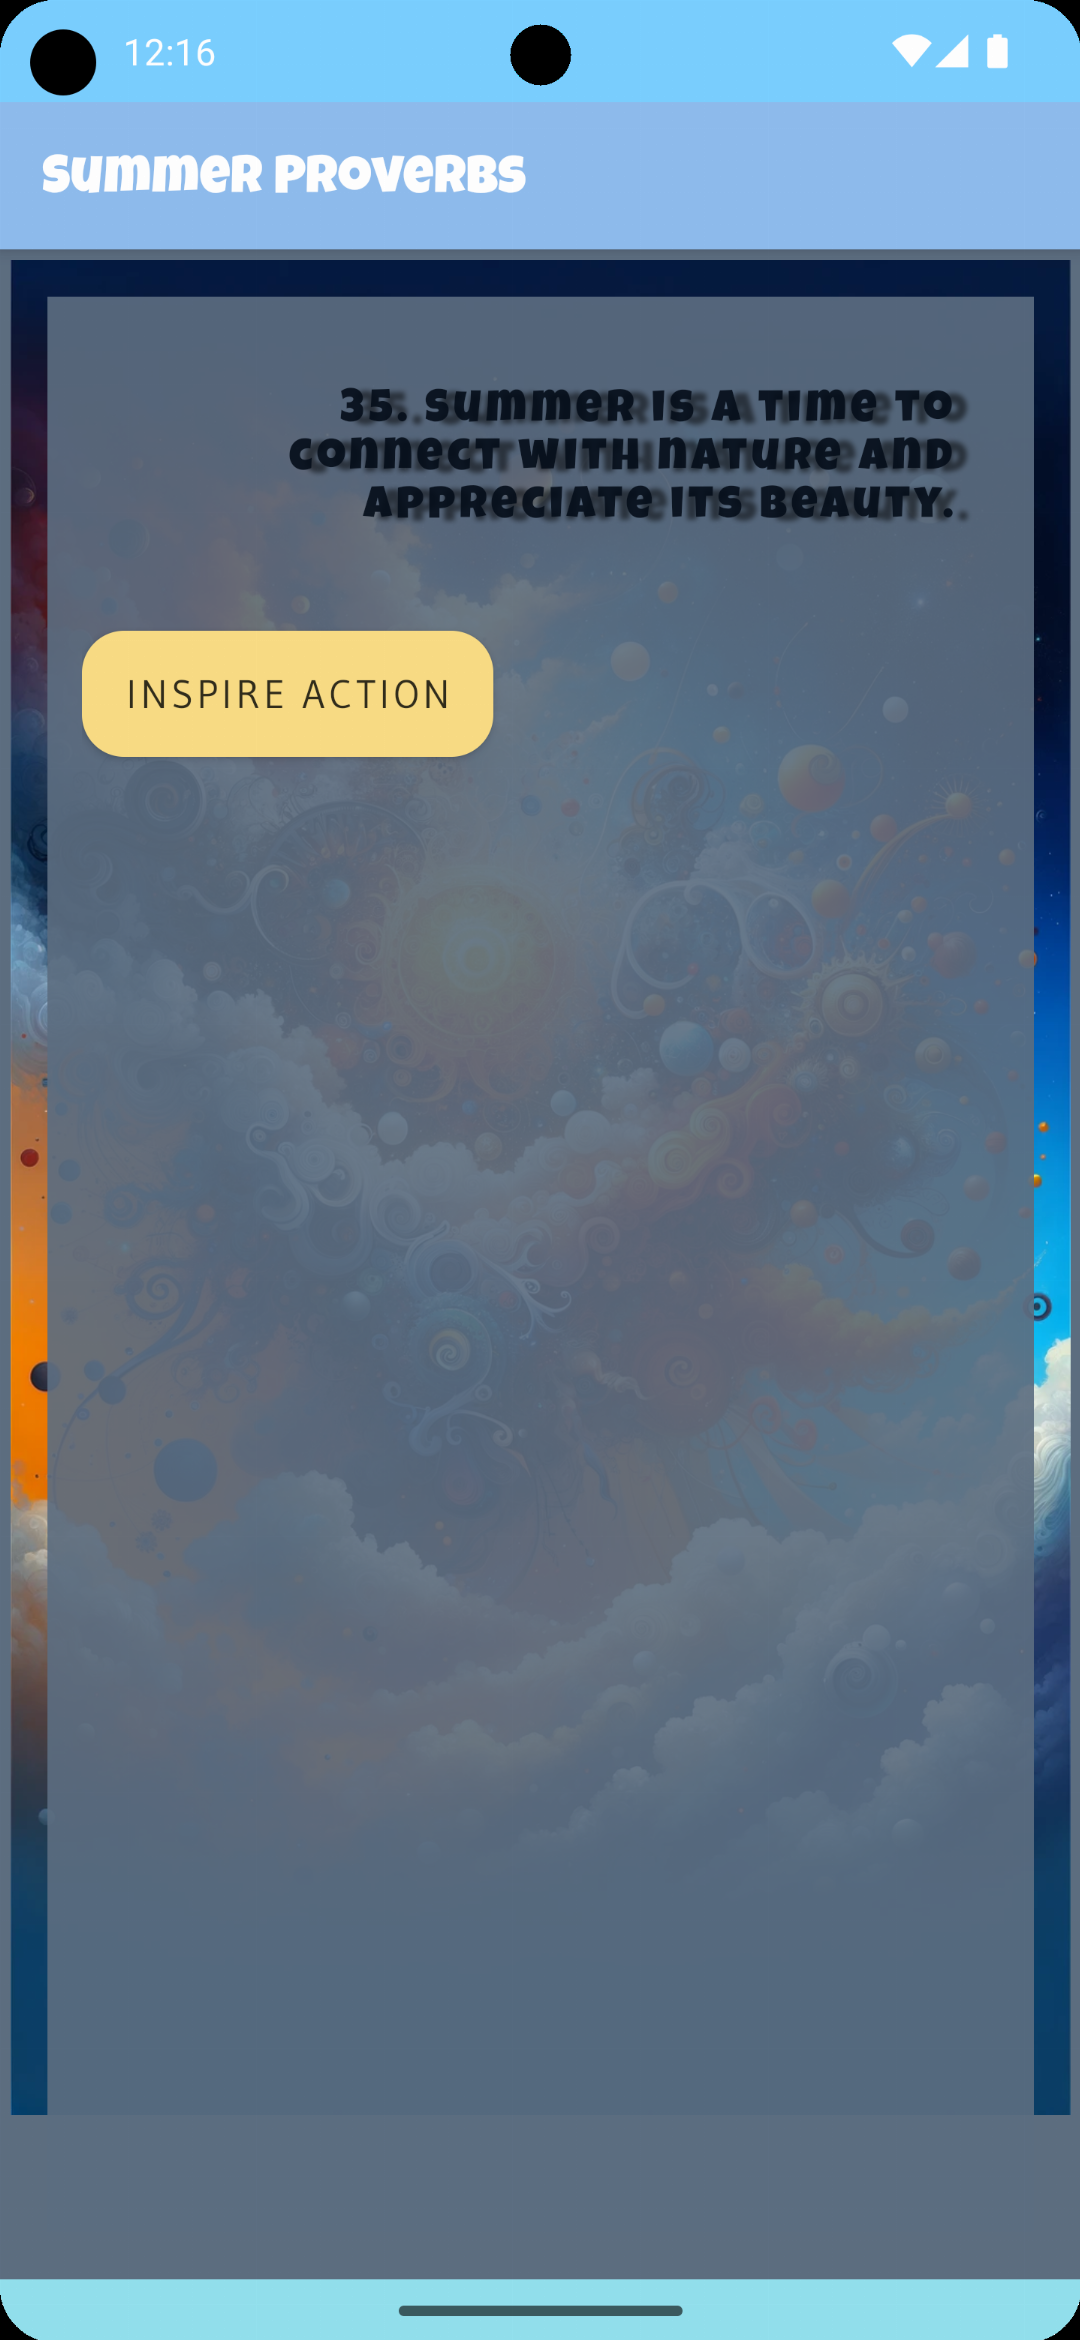 12:16
Summer Proverbs
35. Summer is a time to
connect with nature and
appreciate its beauty.
INSPIRE ACTION